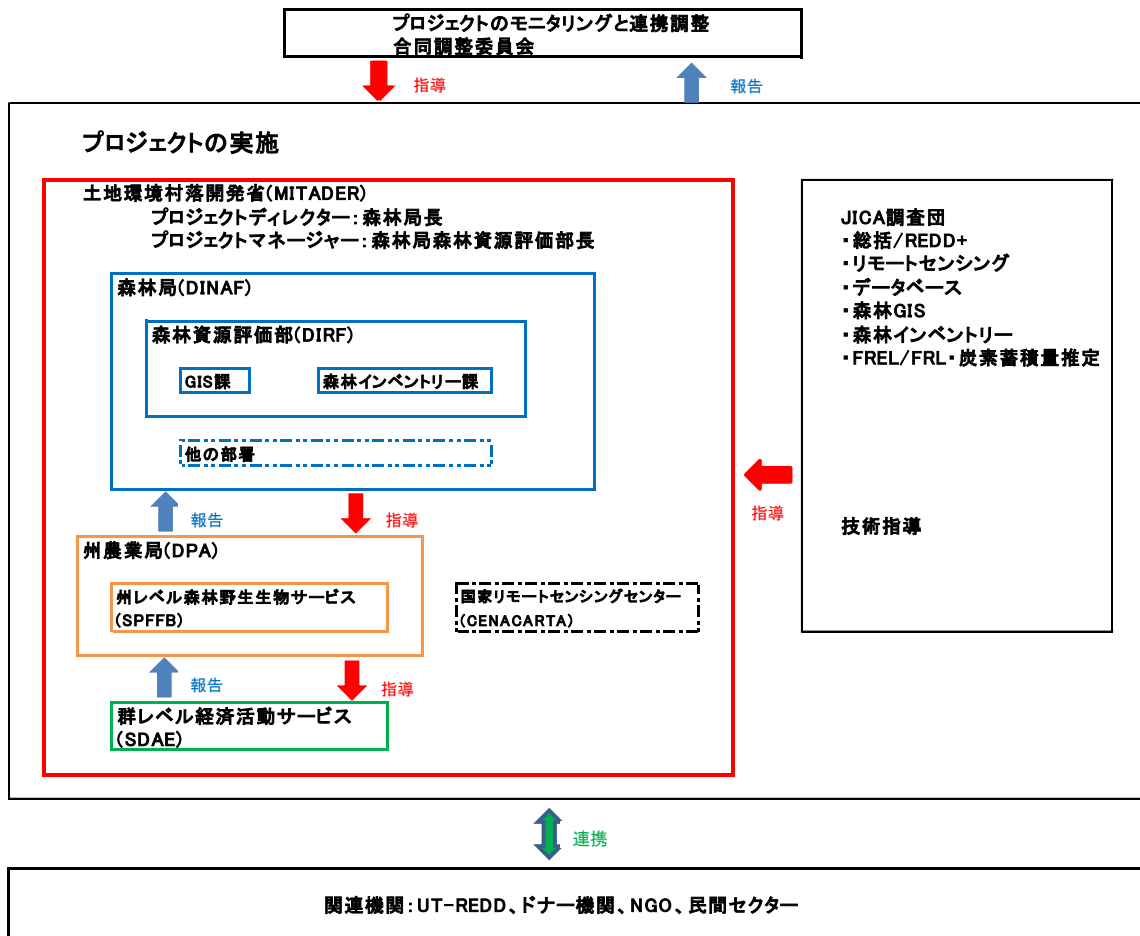 プロジェクトのモニタリングと連携調整
合同調整委員会
指導
報告
プロジェクトの実施
土地環境村落開発省(MITADER)
プロジェクトディレクター：森林局長
プロジェクトマネージャー：森林局森林資源評価部長
森林局(DINAF)
森林資源評価部(DIRF)
GIS課
森林インベントリー課
他の部署
報告
指導
州農業局(DPA)
州レベル森林野生生物サービス
(SPFFB)
国家リモートセンシングセンター
(CENACARTA)
報告
指導
群レベル経済活動サービス
(SDAE)
指導
JICA調査団
・総括/REDD+
・リモートセンシング
・データベース
・森林GIS
・森林インベントリー
・FREL/FRL・炭素蓄積量推定
技術指導
連携
関連機関：UT-REDD、ドナー機関、NGO、民間セクター